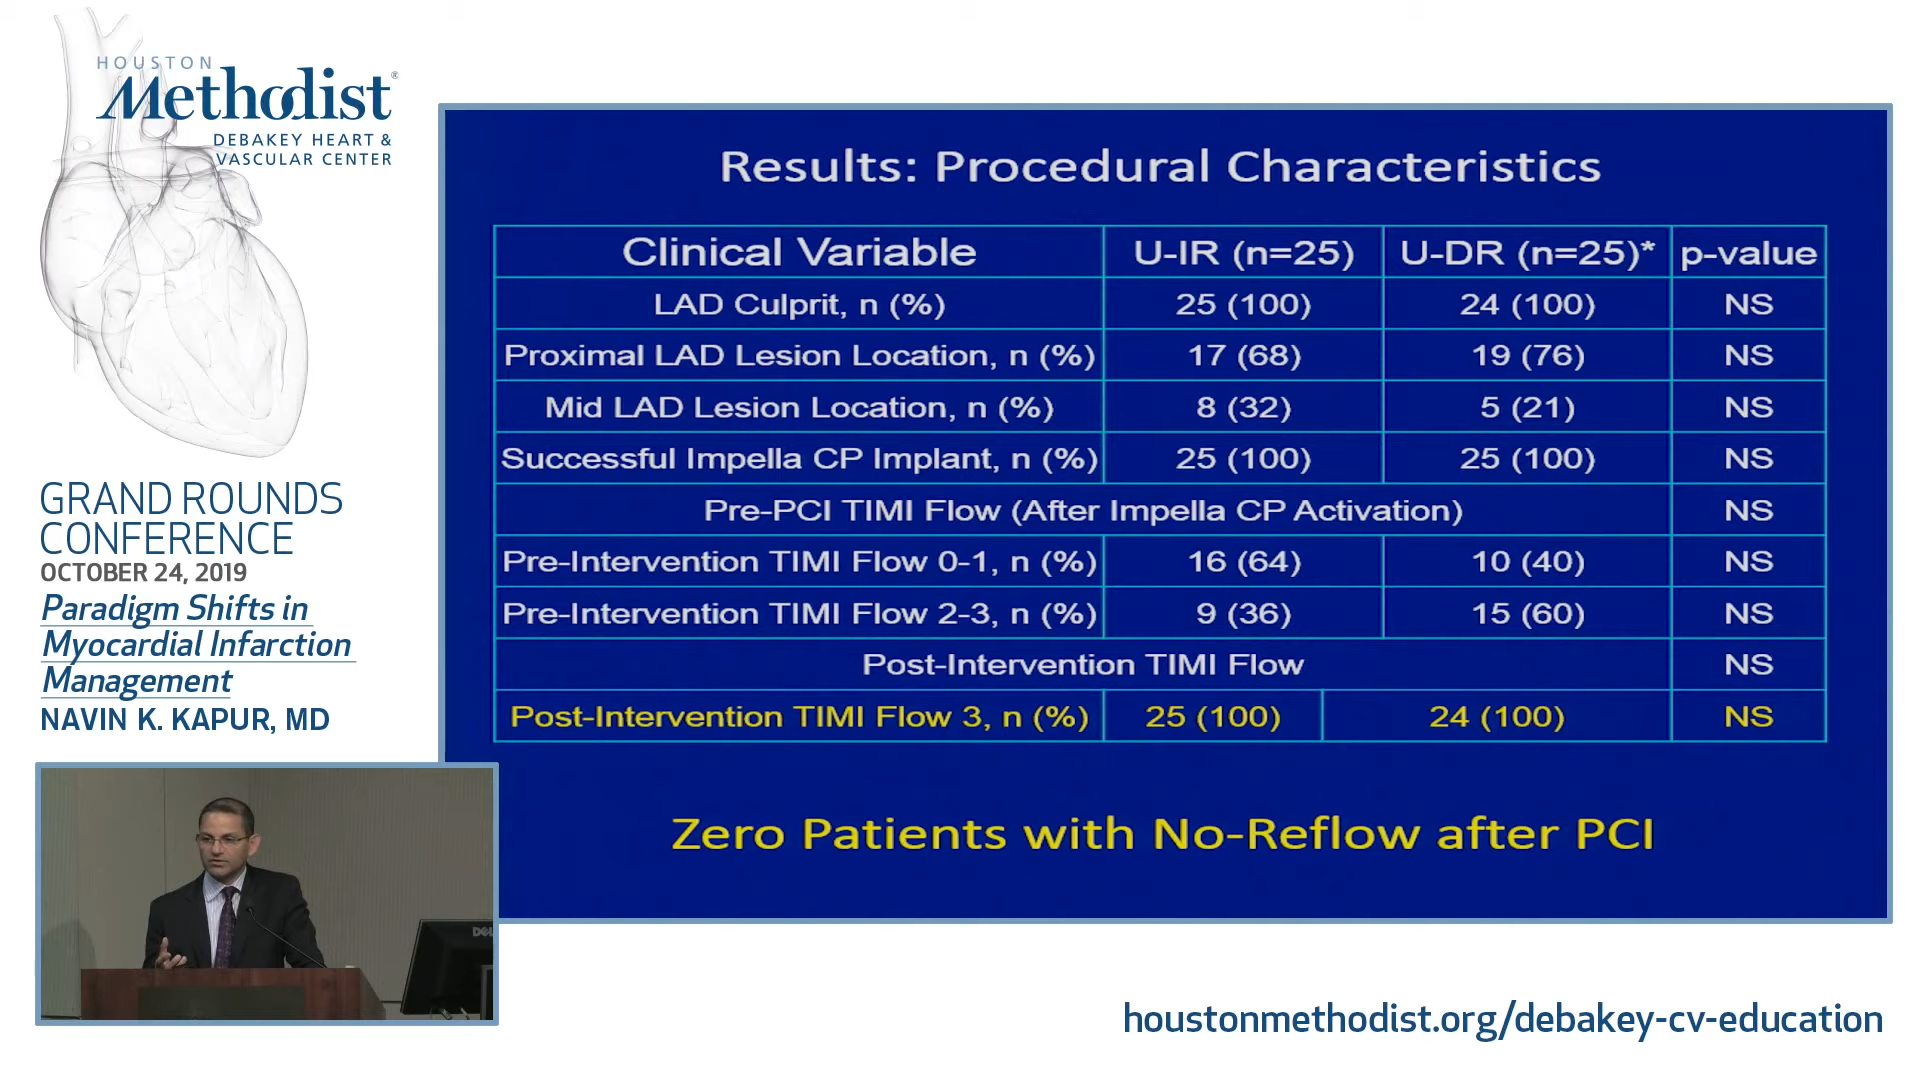 HOUSTON
Methodist®
DEBAKEY HEART &
VASCULAR CENTER
GRAND ROUNDS
CONFERENCE
OCTOBER 24, 2019
Paradigm Shifts in
Myocardial Infarction
Management
NAVIN K. KAPUR, MD
Results: Procedural Characteristics
Clinical Variable U-IR (n=25) U-DR (n=25)* p-value
LAD Culprit, n (%) 25 (100) 24 (100) NS
Proximal LAD Lesion Location, n (%) 17 (68) 19 (76) NS
Mid LAD Lesion Location, n (%) 8 (32) 5 (21) NS
Successful Impella CP Implant, n (%) 25 (100) 25 (100) NS
Pre-PCI TIMI Flow (After Impella CP Activation) NS
Pre-Intervention TIMI Flow 0-1, n (%) 16 (64) 10 (40) NS
Pre-Intervention TIMI Flow 2-3, n (%) 9 (36) 15 (60) NS
Post-Intervention TIMI Flow NS
Post-Intervention TIMI Flow 3, n (%) 25 (100) 24 (100) NS
Zero Patients with No-Reflow after PCI
houstonmethodist.org/debakey-cv-education